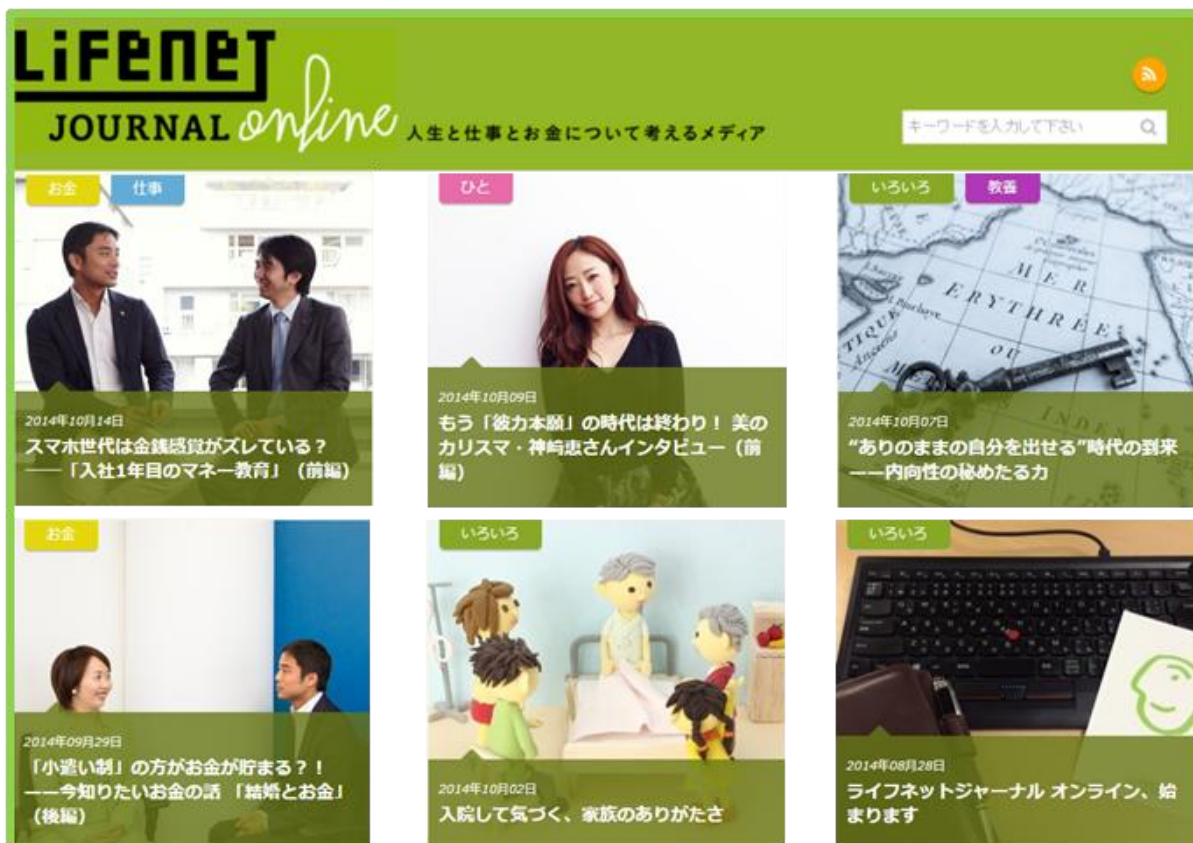 LiFENET
JOURNAL online 人生と仕事とお金について考えるメディア
キーワードを入力して下さい
お金 仕事
2014年10月14日
スマホ世代は金銭感覚がズレている？
――「入社1年目のマネー教育」（前編）
ひと
2014年10月09日
もう「彼力本願」の時代は終わり！ 美の
カリスマ・神崎恵さんインタビュー（前
編）
いろいろ 教養
MER
ERYTHREE
OU
INDES
2014年10月07日
“ありのままの自分を出せる”時代の到来
――内向性の秘めたる力
お金
2014年09月29日
「小遣い制」の方がお金が貯まる？！
――今知りたいお金の話 「結婚とお金」
（後編）
いろいろ
2014年10月02日
入院して気づく、家族のありがたさ
いろいろ
2014年08月28日
ライフネットジャーナル オンライン、始
まります